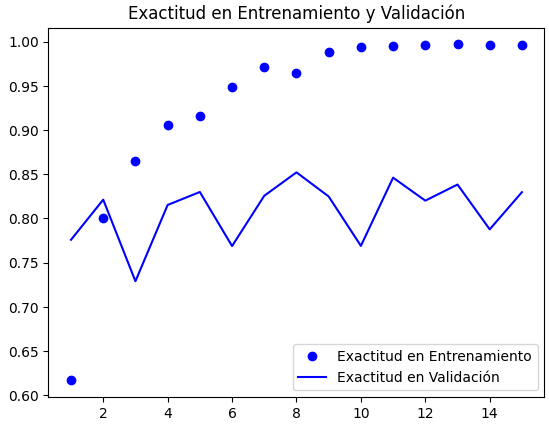 Exactitud en Entrenamiento y Validación
1.00
0.95
0.90
0.85
0.80
0.75
0.70
0.65
0.60
Exactitud en Entrenamiento
Exactitud en Validación
2 4 6 8 10 12 14